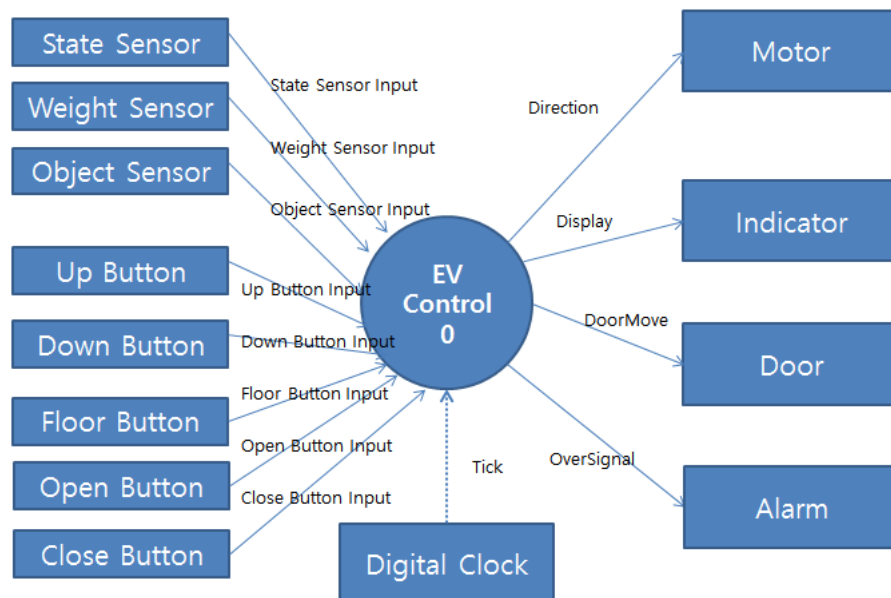 State Sensor
Weight Sensor
Object Sensor
Up Button
Down Button
Floor Button
Open Button
Close Button
State Sensor Input
Weight Sensor Input
Object Sensor Input
Up Button Input
Down Button Input
Floor Button Input
Open Button Input
Close Button Input
EV
Control
0
Tick
Digital Clock
Direction
Display
DoorMove
OverSignal
Motor
Indicator
Door
Alarm